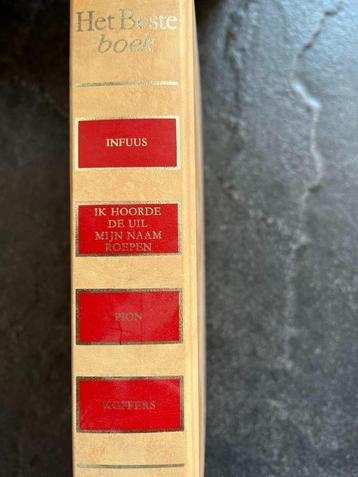 Het Beste
boek
INFUUS
IK HOORDE
DE UIL
MIJN NAAM
ROEPEN
PION
KOFFERS